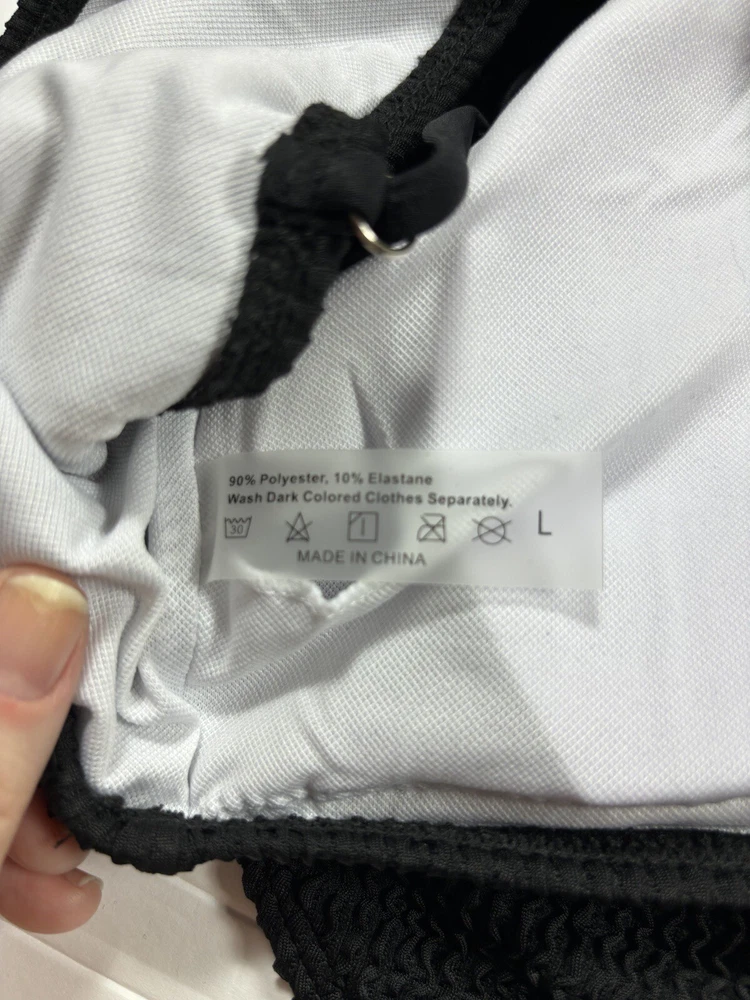 90% Polyester, 10% Elastane
Wash Dark Colored Clothes Separately.
30 L
MADE IN CHINA